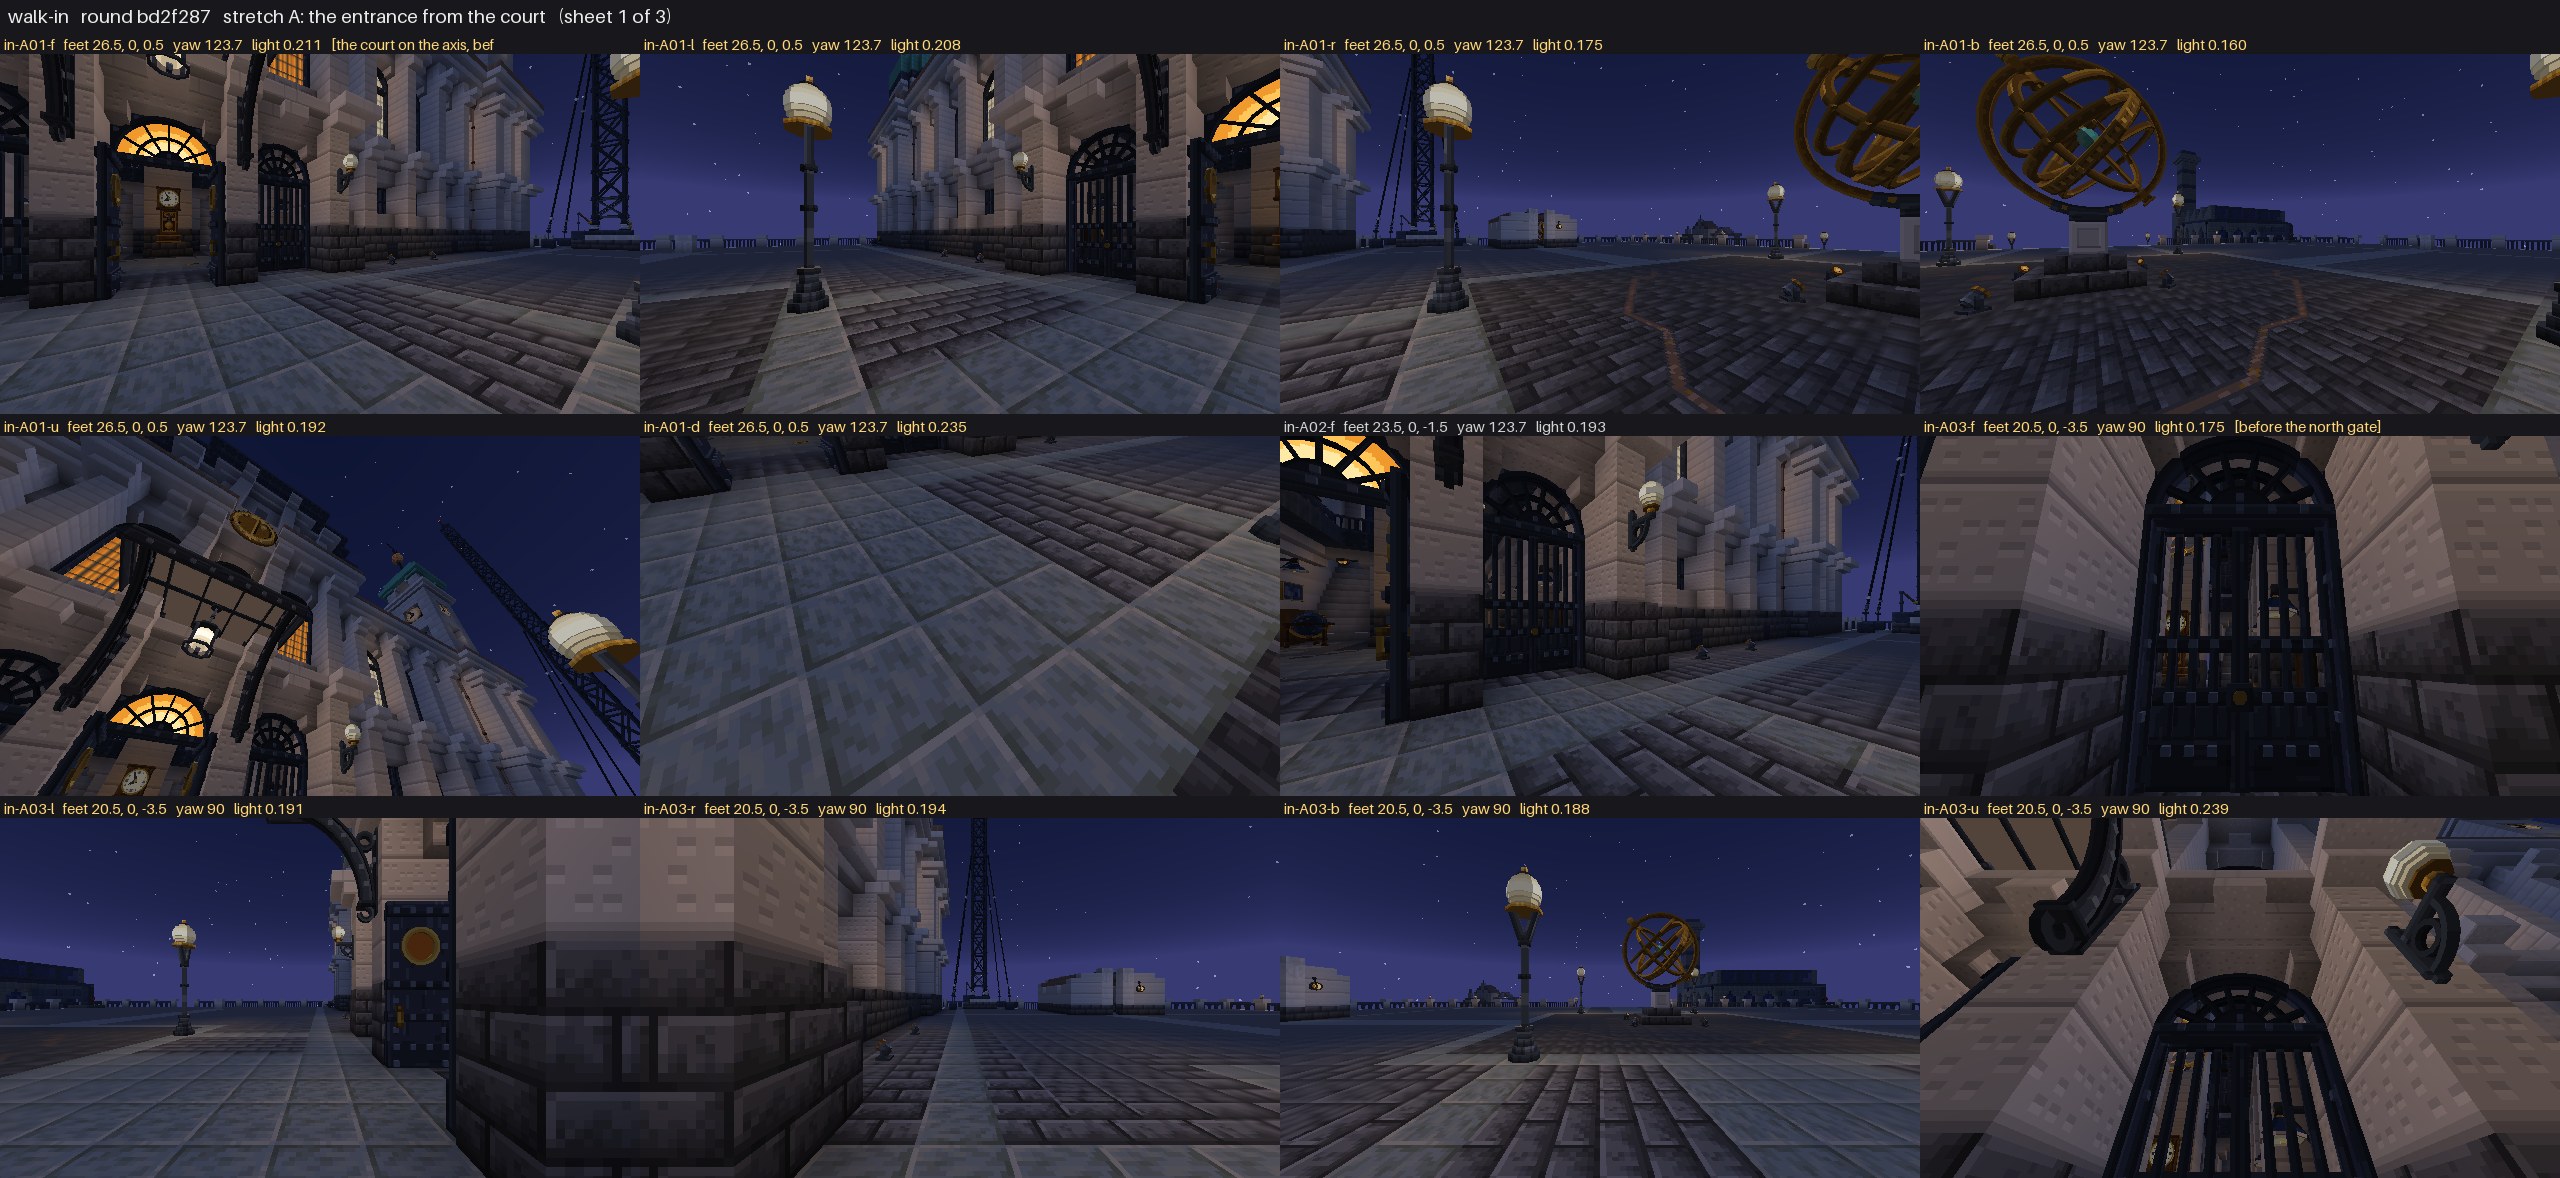 walk-in round bd2f287 stretch A: the entrance from the court (sheet 1 of 3)
in-A01-f feet 26.5, 0, 0.5 yaw 123.7 light 0.211 [the court on the axis, bef
in-A01-l feet 26.5, 0, 0.5 yaw 123.7 light 0.208
in-A01-r feet 26.5, 0, 0.5 yaw 123.7 light 0.175
in-A01-b feet 26.5, 0, 0.5 yaw 123.7 light 0.160
in-A01-u feet 26.5, 0, 0.5 yaw 123.7 light 0.192
in-A01-d feet 26.5, 0, 0.5 yaw 123.7 light 0.235
in-A02-f feet 23.5, 0, -1.5 yaw 123.7 light 0.193
in-A03-f feet 20.5, 0, -3.5 yaw 90 light 0.175 [before the north gate]
in-A03-l feet 20.5, 0, -3.5 yaw 90 light 0.191
in-A03-r feet 20.5, 0, -3.5 yaw 90 light 0.194
in-A03-b feet 20.5, 0, -3.5 yaw 90 light 0.188
in-A03-u feet 20.5, 0, -3.5 yaw 90 light 0.239